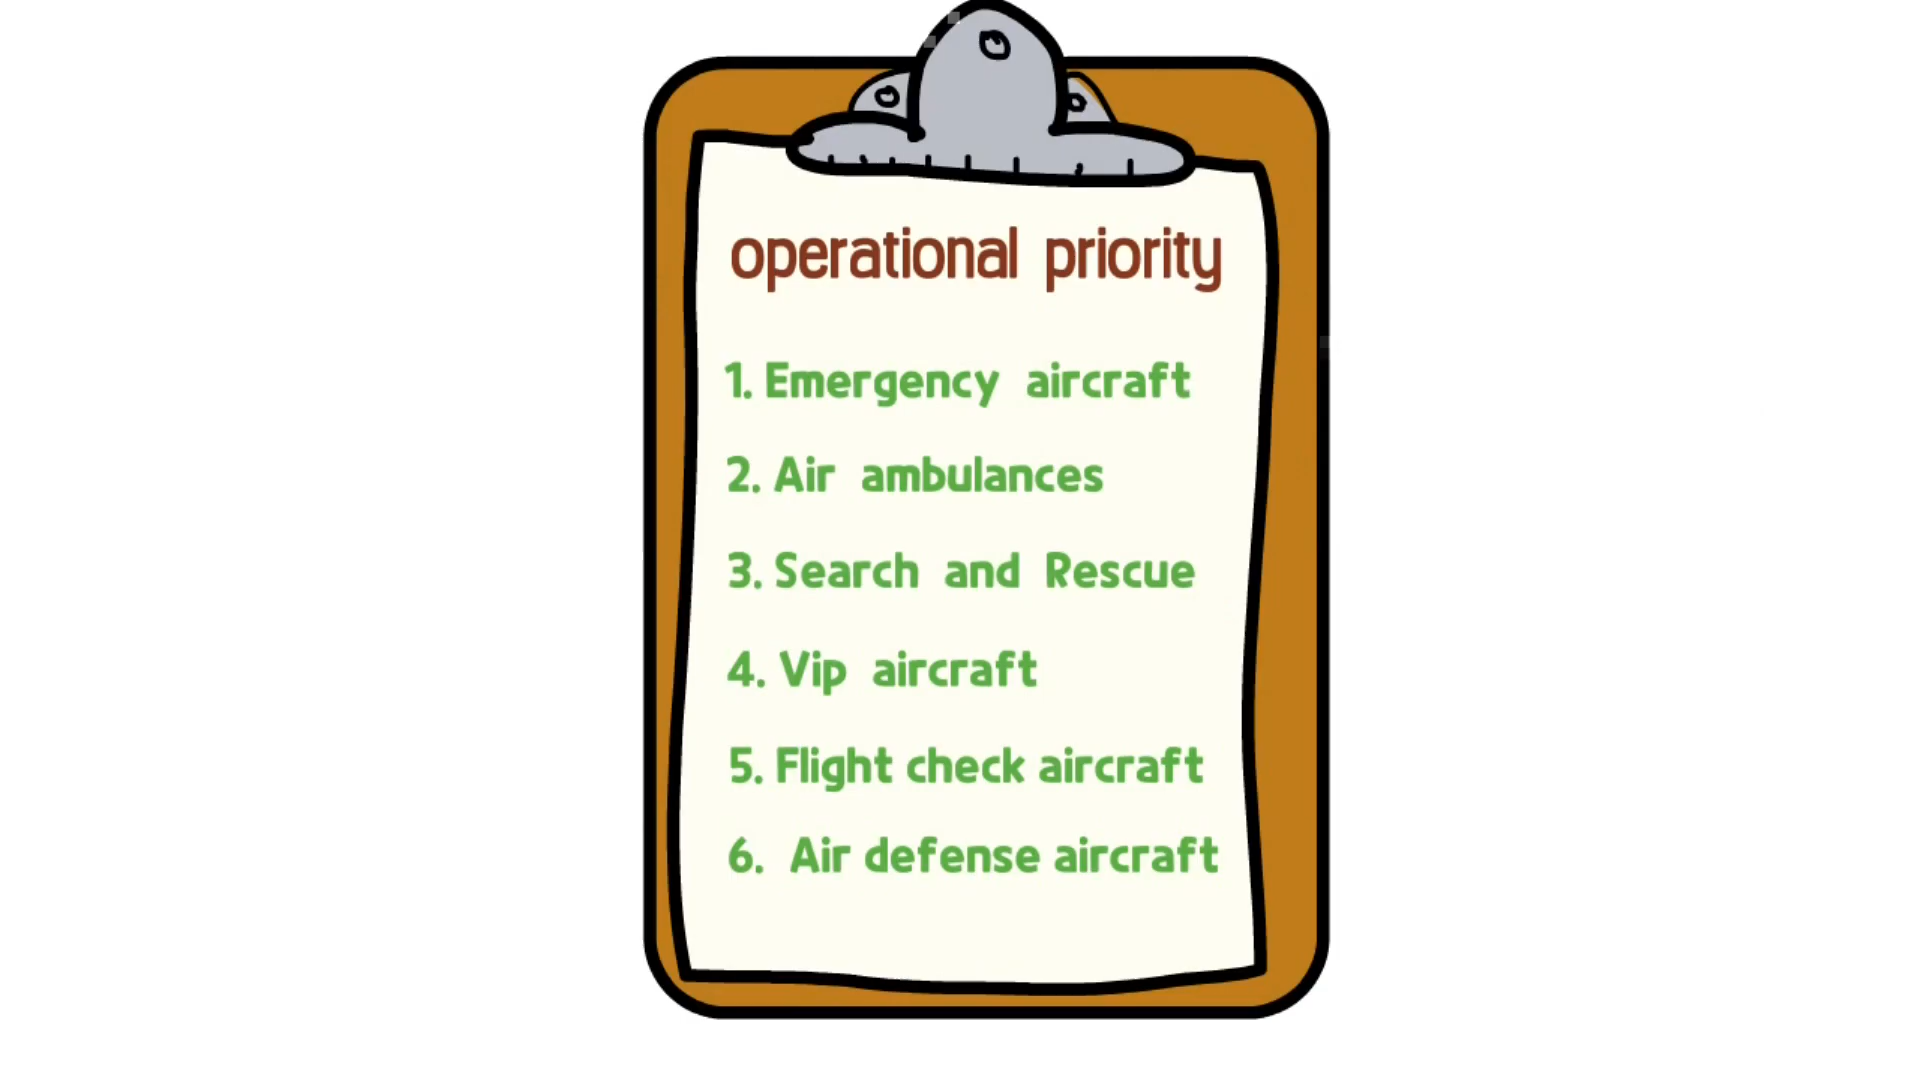 operational priority
1. Emergency aircraft
2. Air ambulances
3. Search and Rescue
4. Vip aircraft
5. Flight check aircraft
6. Air defense aircraft